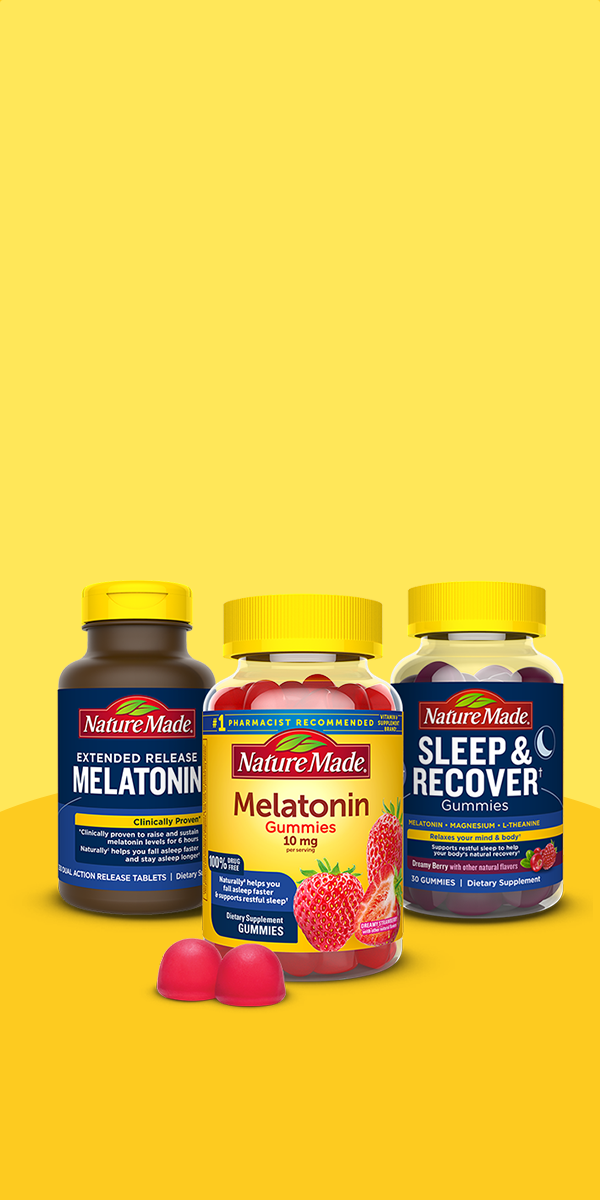 Nature Made.
EXTENDED RELEASE
MELATONIN
Clinically Proven*
*Clinically proven to raise and sustain
melatonin levels for 6 hours
Naturally† helps you fall asleep faster
and stay asleep longer†
DUAL ACTION RELEASE TABLETS | Dietary
#1 PHARMACIST RECOMMENDED VITAMIN & SUPPLEMENT BRAND
Nature Made.
Melatonin
Gummies
10 mg
per serving
100% DRUG FREE
Naturally† helps you
fall asleep faster
& supports restful sleep†
Dietary Supplement
GUMMIES
DREAMY STRAWBERRY
Nature Made.
SLEEP &
RECOVER†
Gummies
MELATONIN • MAGNESIUM • L-THEANINE
Relaxes your mind & body†
Supports restful sleep to help
your body's natural recovery†
Dreamy Berry with other natural flavors
30 GUMMIES | Dietary Supplement